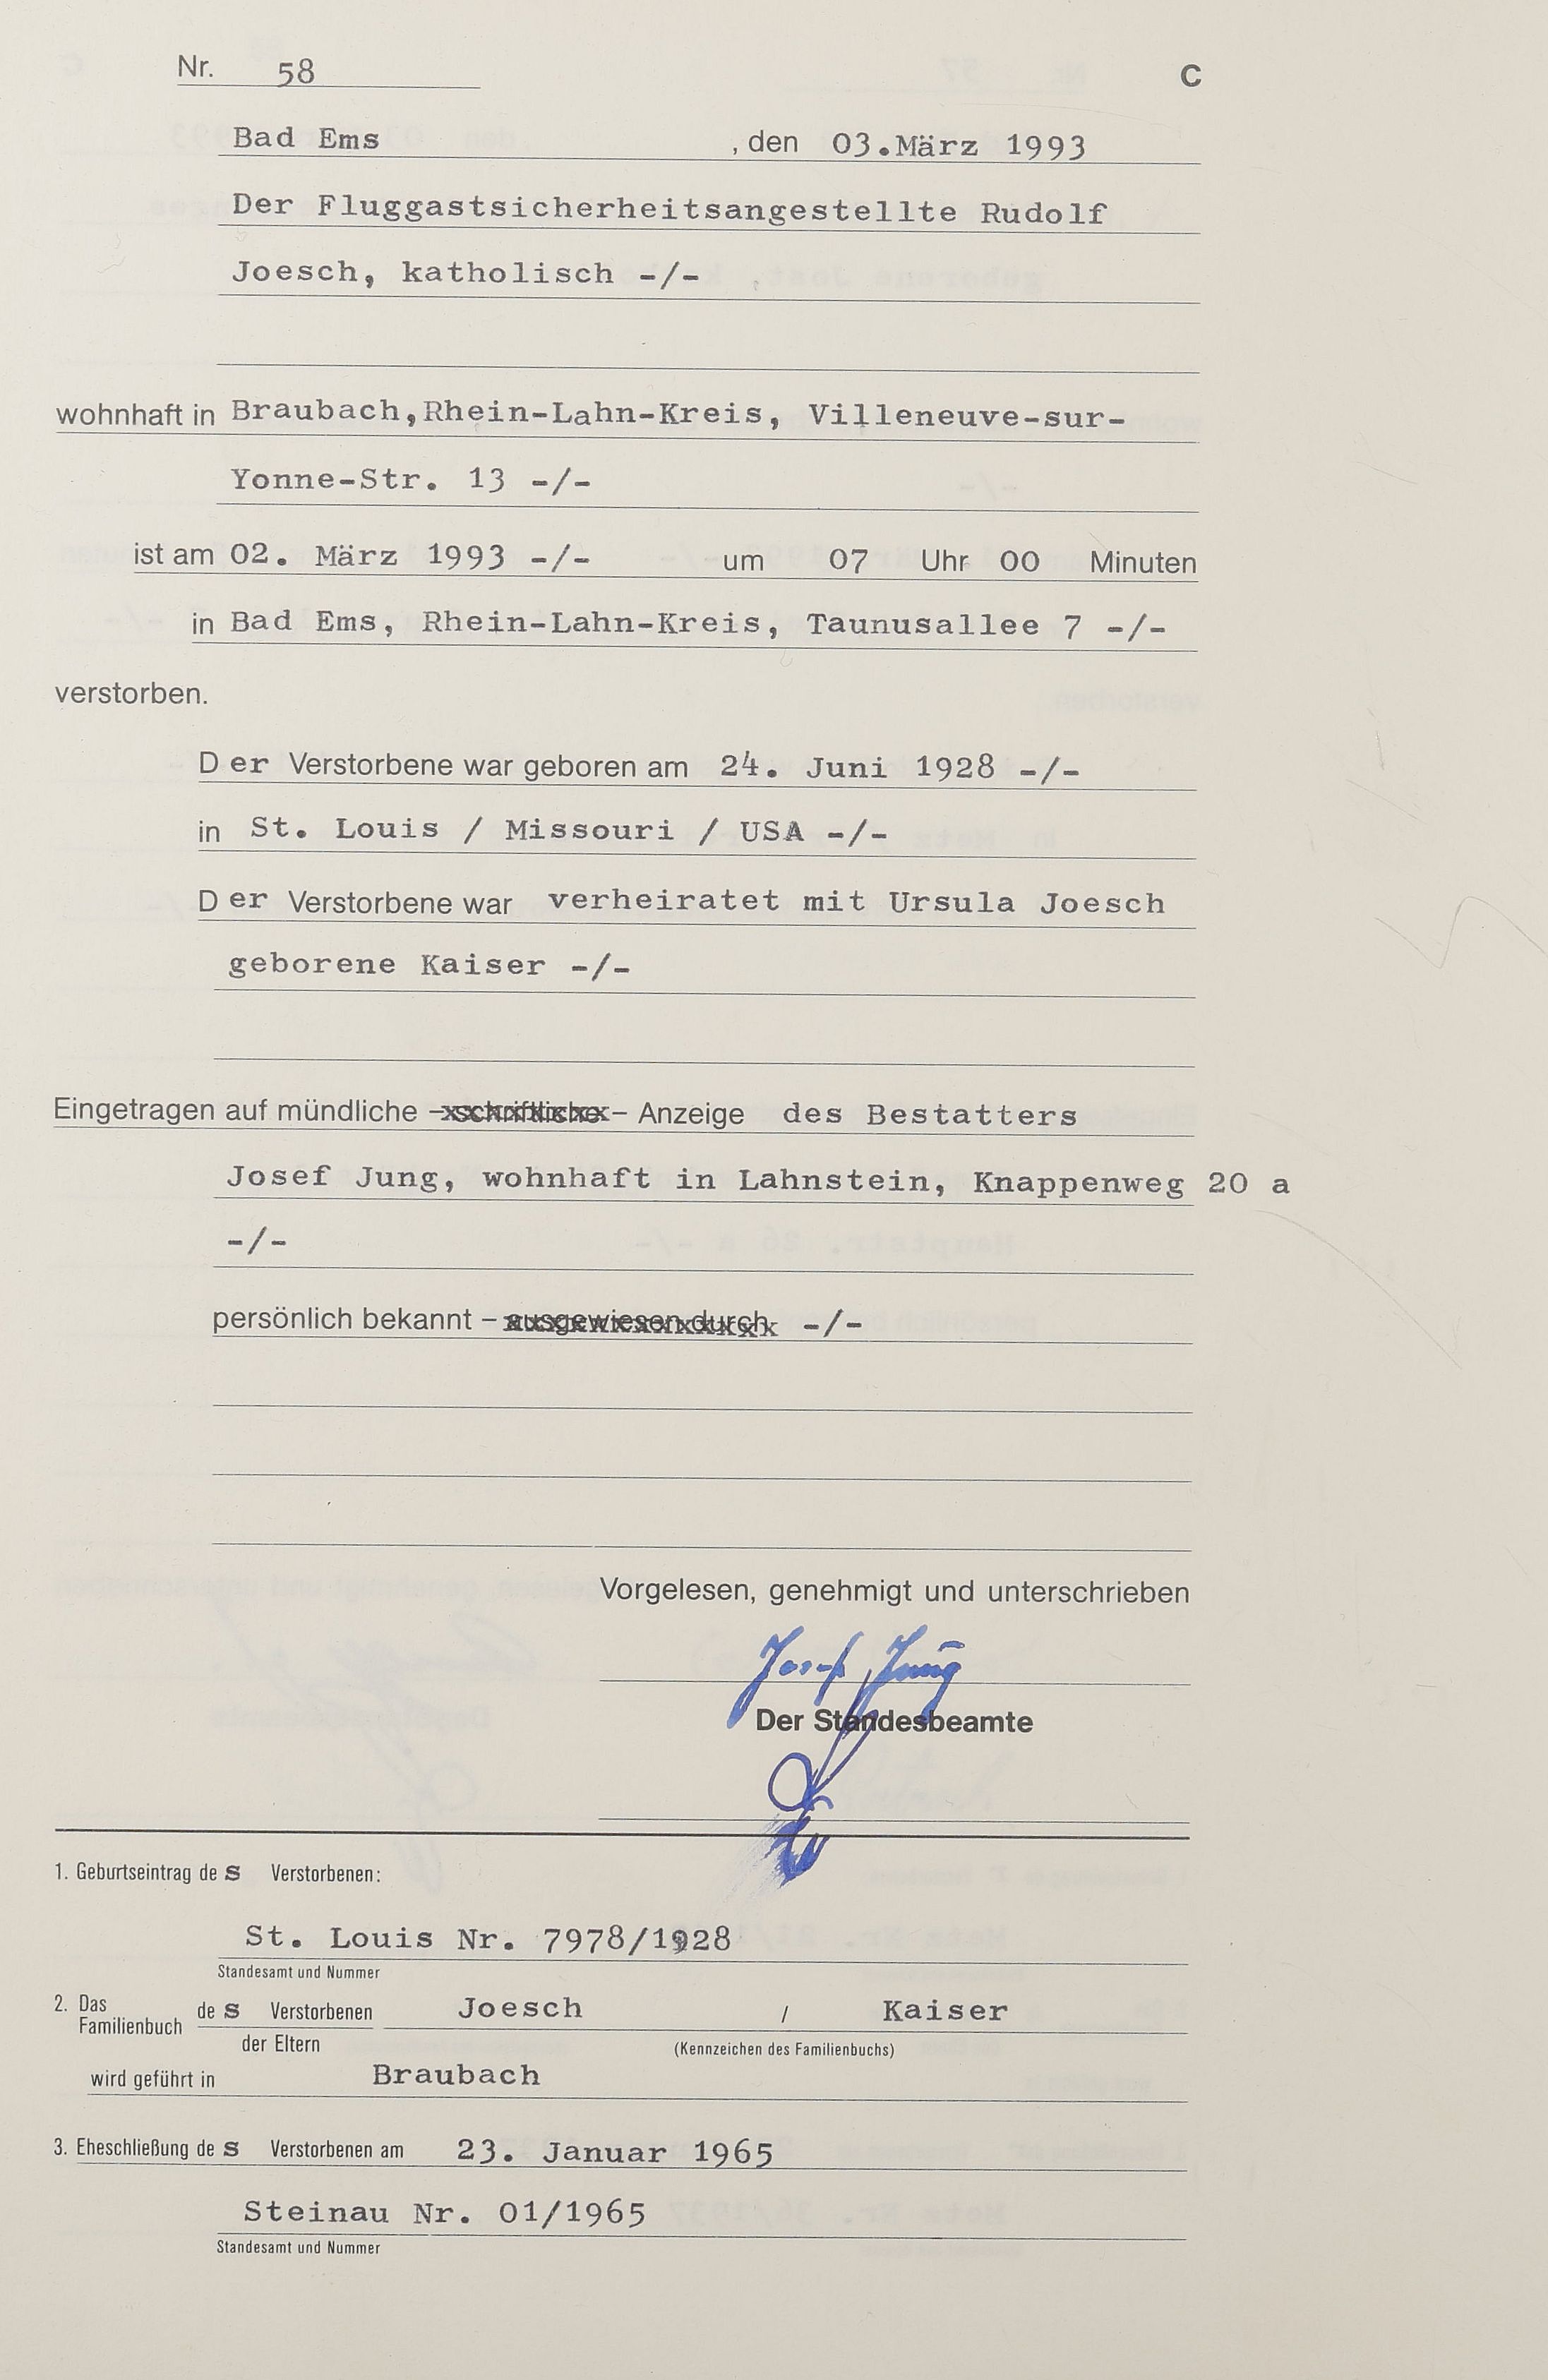 Nr. 58 C
Bad Ems , den 03.März 1993
Der Fluggastsicherheitsangestellte Rudolf
Joesch, katholisch -/-
wohnhaft in Braubach,Rhein-Lahn-Kreis, Villeneuve-sur-
Yonne-Str. 13 -/-
ist am 02. März 1993 -/- um 07 Uhr 00 Minuten
in Bad Ems, Rhein-Lahn-Kreis, Taunusallee 7 -/-
verstorben.
Der Verstorbene war geboren am 24. Juni 1928 -/-
in St. Louis / Missouri / USA -/-
Der Verstorbene war verheiratet mit Ursula Joesch
geborene Kaiser -/-
Eingetragen auf mündliche – schriftliche – Anzeige des Bestatters
Josef Jung, wohnhaft in Lahnstein, Knappenweg 20 a
-/-
persönlich bekannt – ausgewiesen durch -/-
Vorgelesen, genehmigt und unterschrieben
Josef Jung
Der Standesbeamte
1. Geburtseintrag des Verstorbenen:
St. Louis Nr. 7978/1928
Standesamt und Nummer
2. Das Familienbuch des Verstorbenen Joesch / Kaiser
der Eltern (Kennzeichen des Familienbuchs)
wird geführt in Braubach
3. Eheschließung des Verstorbenen am 23. Januar 1965
Steinau Nr. 01/1965
Standesamt und Nummer